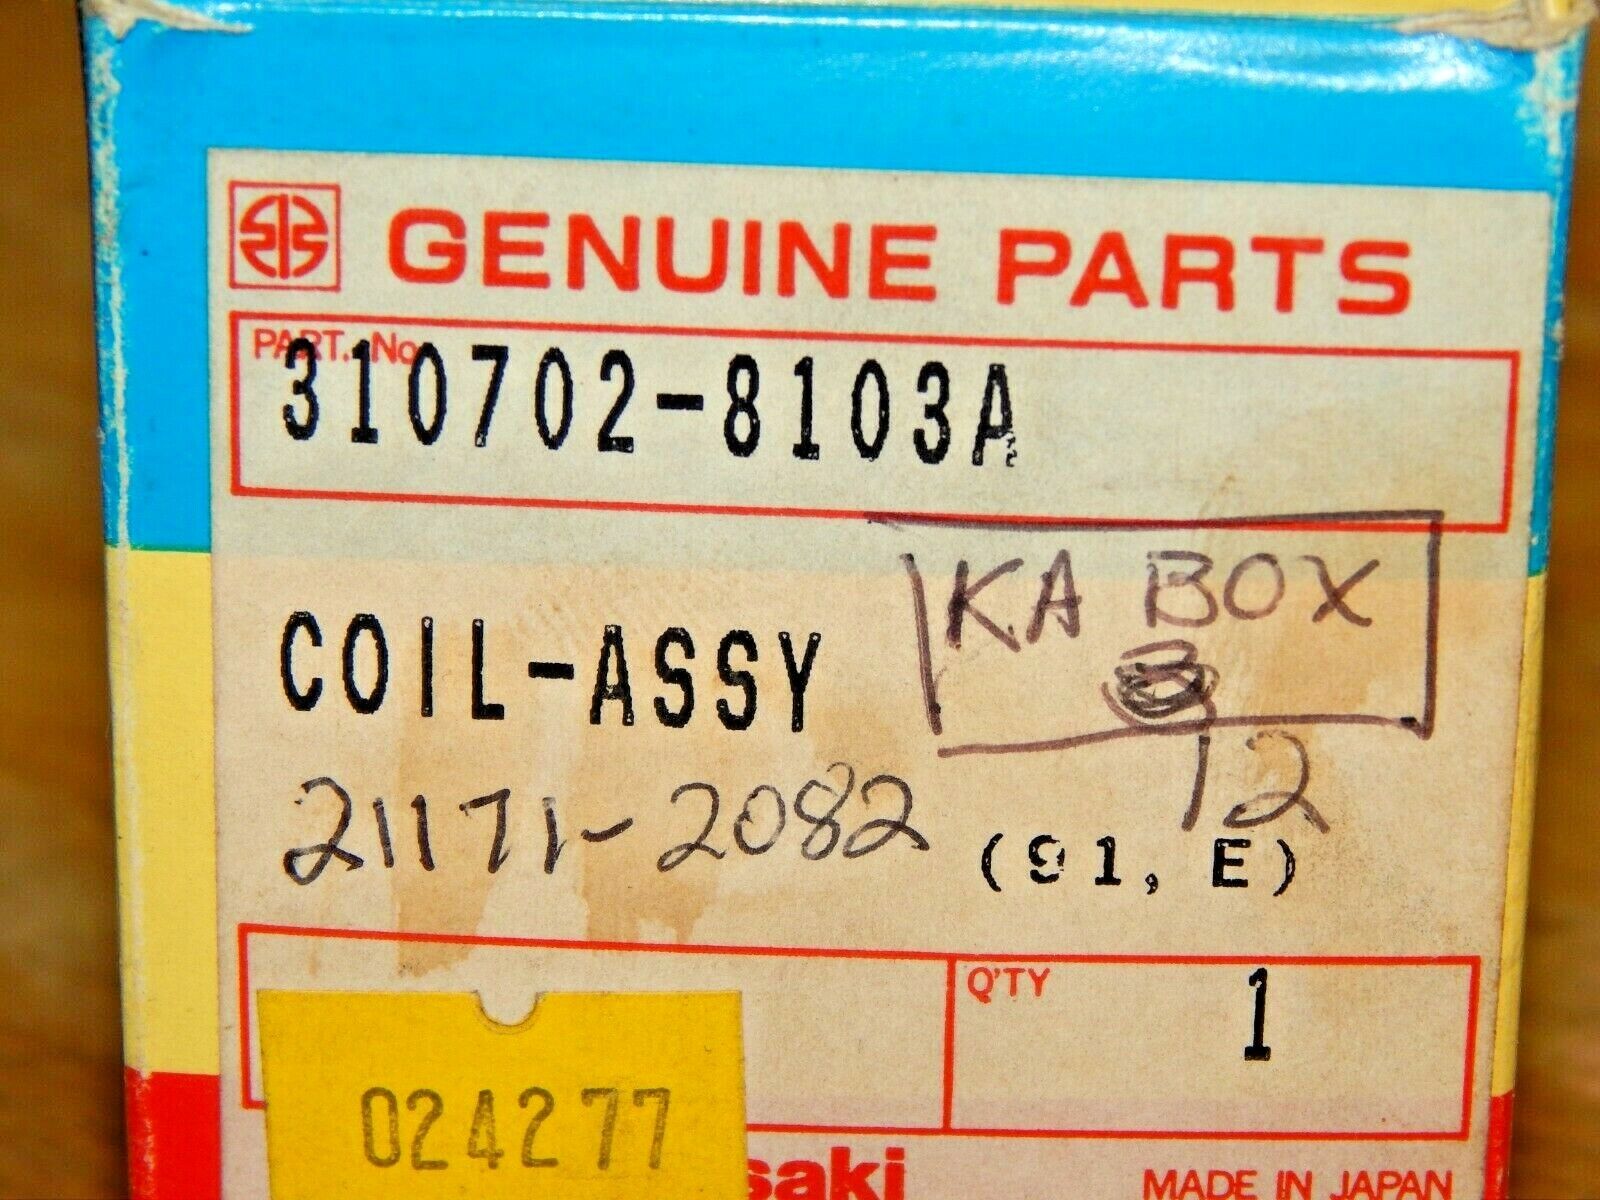 GENUINE PARTS
PART. No.
310702-8103A
KA BOX
COIL-ASSY
12
21171-2082
(91, E)
Q'TY
1
024277
saki
MADE IN JAPAN